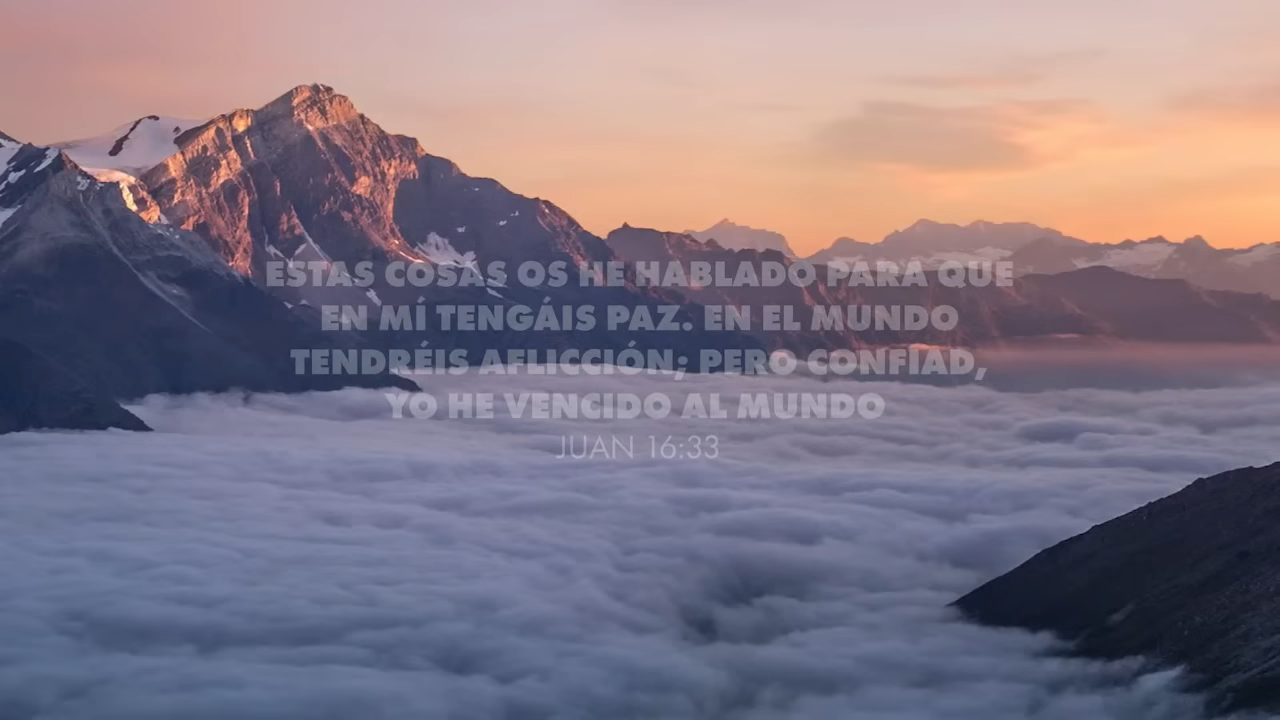 ESTAS COSAS OS HE HABLADO PARA QUE
EN MI TENGÁIS PAZ. EN EL MUNDO
TENDRÉIS AFLICCIÓN; PERO CONFIAD,
YO HE VENCIDO AL MUNDO
JUAN 16:33